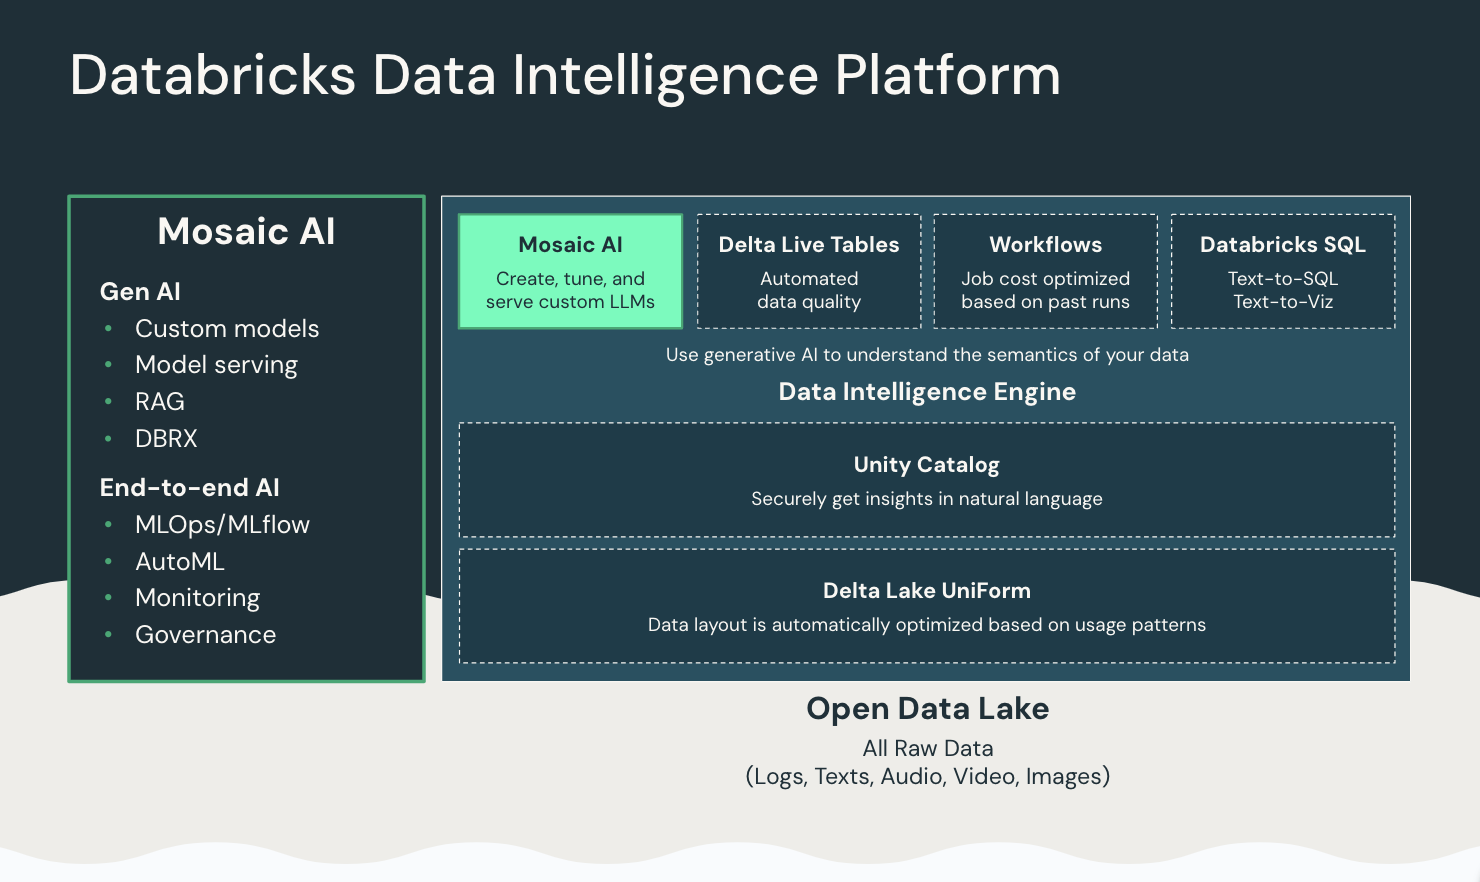 Databricks Data Intelligence Platform
Mosaic AI
Gen AI
• Custom models
• Model serving
• RAG
• DBRX
End-to-end AI
• MLOps/MLflow
• AutoML
• Monitoring
• Governance
Mosaic AI
Create, tune, and
serve custom LLMs
Delta Live Tables
Automated
data quality
Workflows
Job cost optimized
based on past runs
Databricks SQL
Text-to-SQL
Text-to-Viz
Use generative AI to understand the semantics of your data
Data Intelligence Engine
Unity Catalog
Securely get insights in natural language
Delta Lake UniForm
Data layout is automatically optimized based on usage patterns
Open Data Lake
All Raw Data
(Logs, Texts, Audio, Video, Images)